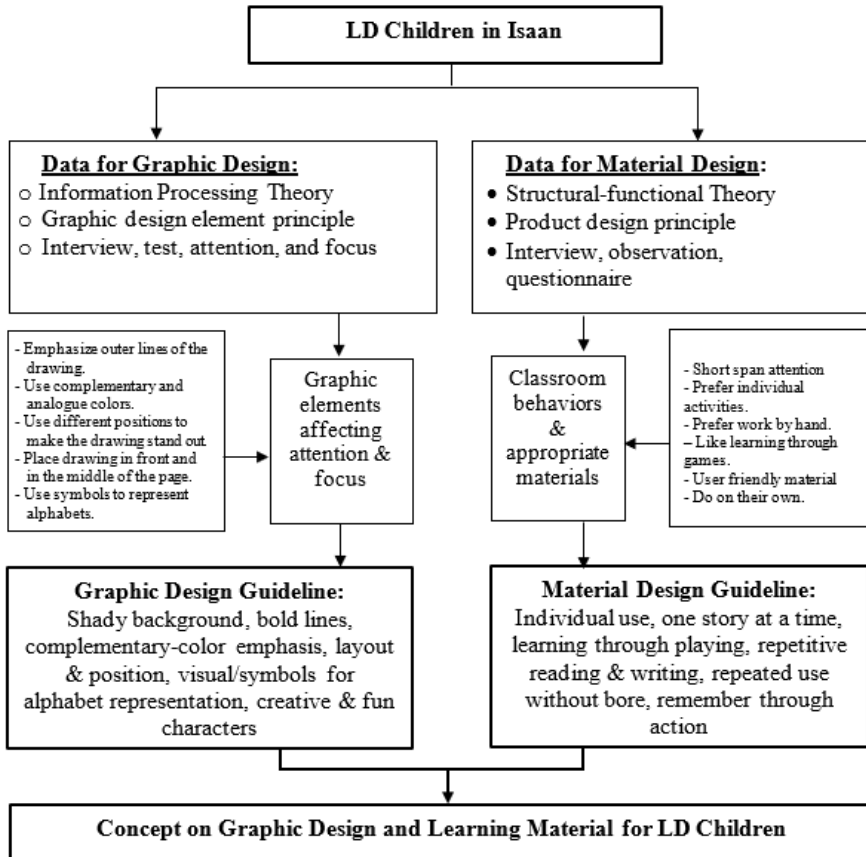 LD Children in Isaan
Data for Graphic Design:
○ Information Processing Theory
○ Graphic design element principle
○ Interview, test, attention, and focus
Data for Material Design:
• Structural-functional Theory
• Product design principle
• Interview, observation,
questionnaire
- Emphasize outer lines of the
drawing.
- Use complementary and
analogue colors.
- Use different positions to
make the drawing stand out.
- Place drawing in front and
in the middle of the page.
- Use symbols to represent
alphabets.
Graphic
elements
affecting
attention &
focus
Classroom
behaviors
&
appropriate
materials
- Short span attention
- Prefer individual
activities.
- Prefer work by hand.
– Like learning through
games.
- User friendly material
- Do on their own.
Graphic Design Guideline:
Shady background, bold lines,
complementary-color emphasis, layout
& position, visual/symbols for
alphabet representation, creative & fun
characters
Material Design Guideline:
Individual use, one story at a time,
learning through playing, repetitive
reading & writing, repeated use
without bore, remember through
action
Concept on Graphic Design and Learning Material for LD Children